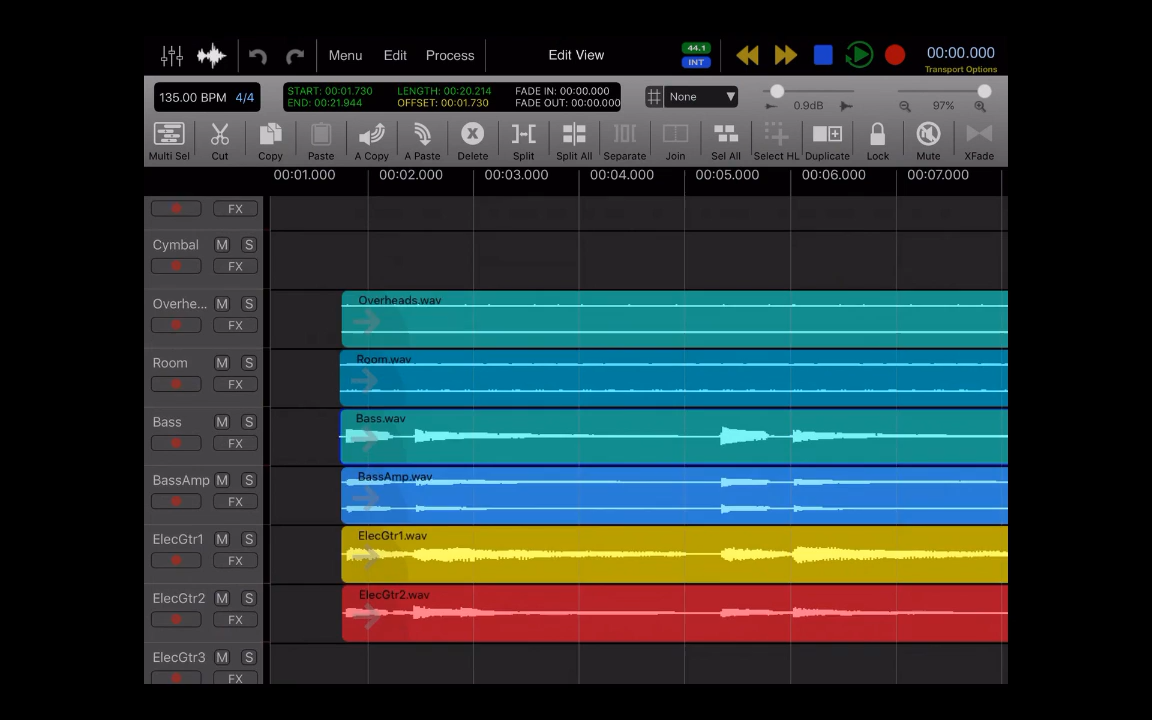 Menu Edit Process Edit View 44.1 INT 00:00.000
Transport Options
135.00 BPM 4/4
START: 00:01.730 LENGTH: 00:20.214 FADE IN: 00:00.000
END: 00:21.944 OFFSET: 00:01.730 FADE OUT: 00:00.000
None 0.9dB 97%
Multi Sel Cut Copy Paste A Copy A Paste Delete Split Split All Separate Join Sel All Select HL Duplicate Lock Mute XFade
00:01.000 00:02.000 00:03.000 00:04.000 00:05.000 00:06.000 00:07.000
FX
Cymbal M S
FX
Overhe... M S Overheads.wav
FX
Room M S Room.wav
FX
Bass M S Bass.wav
FX
BassAmp M S BassAmp.wav
FX
ElecGtr1 M S ElecGtr1.wav
FX
ElecGtr2 M S ElecGtr2.wav
FX
ElecGtr3 M S
FX